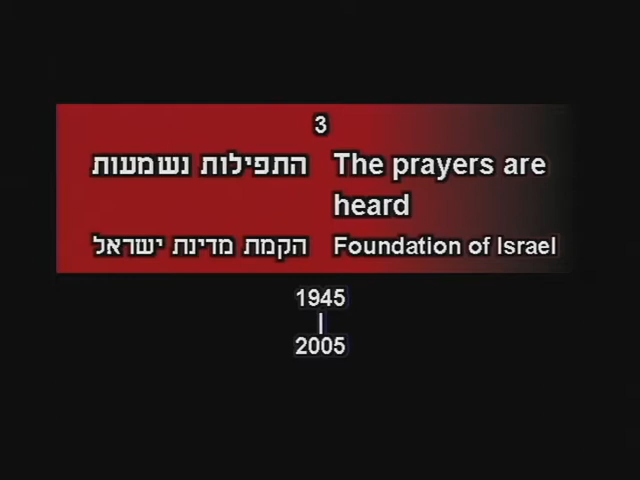 3
התפילות נשמעות The prayers are
heard
הקמת מדינת ישראל Foundation of Israel
1945
|
2005